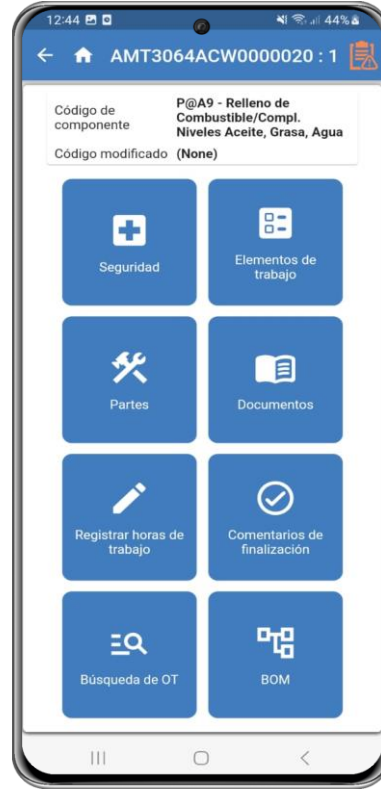 12:44 44%
AMT3064ACW0000020 : 1
Código de
componente
P@A9 - Relleno de
Combustible/Compl.
Niveles Aceite, Grasa, Agua
Código modificado (None)
Seguridad
Elementos de
trabajo
Partes
Documentos
Registrar horas de
trabajo
Comentarios de
finalización
Búsqueda de OT
BOM